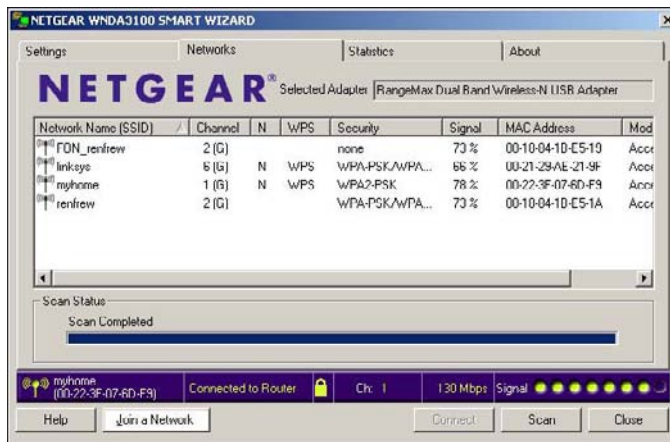 NETGEAR WNDA3100 SMART WIZARD
Settings Networks Statistics About
NETGEAR® Selected Adapter RangeMax Dual Band Wireless-N USB Adapter
Network Name (SSID) Channel N WPS Security Signal MAC Address Mod
FON_renfrew 2 (G) none 73 % 00-18-84-1D-E5-19 Acce
linksys 6 (G) N WPS WPA-PSK/WPA... 66 % 00-21-29-AE-21-9F Acce
myhome 1 (G) N WPS WPA2-PSK 78 % 00-22-3F-07-6D-F9 Acce
renfrew 2 (G) WPA-PSK/WPA... 73 % 00-18-84-1D-E5-1A Acce
Scan Status
Scan Completed
myhome
(00-22-3F-07-6D-F9) Connected to Router Ch: 1 130 Mbps Signal
Help Join a Network Connect Scan Close